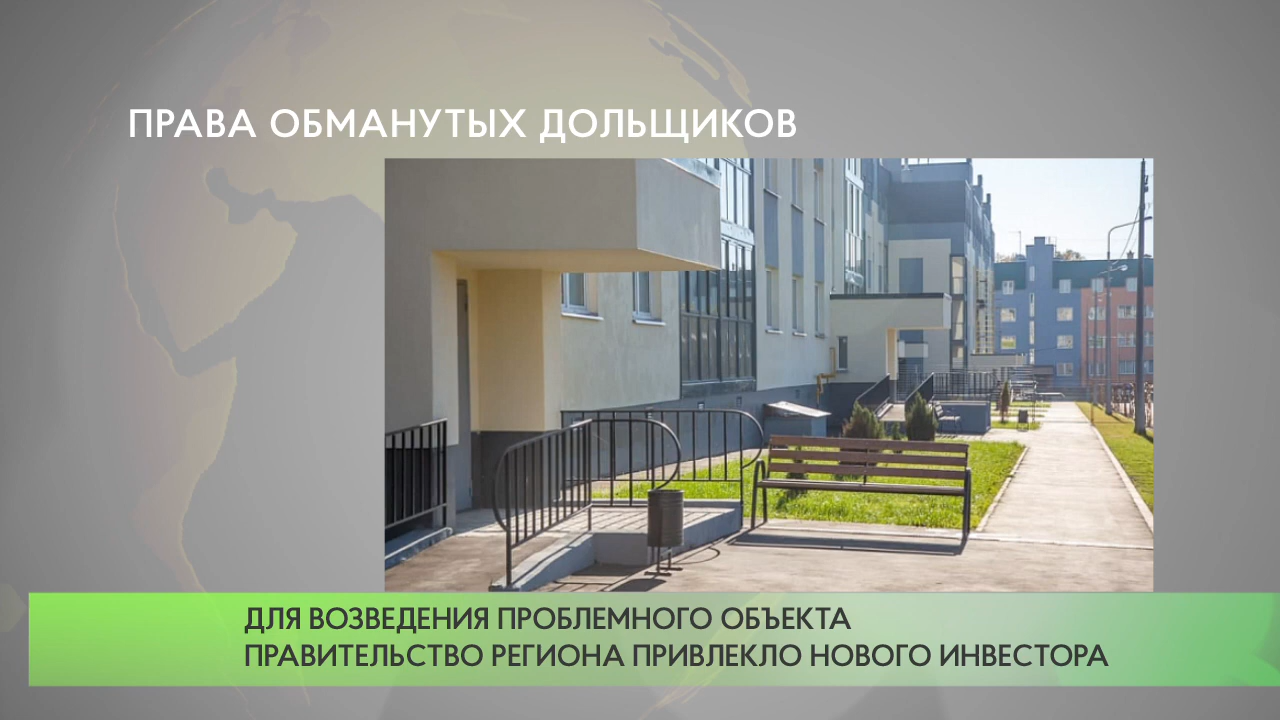 ПРАВА ОБМАНУТЫХ ДОЛЬЩИКОВ
ДЛЯ ВОЗВЕДЕНИЯ ПРОБЛЕМНОГО ОБЪЕКТА
ПРАВИТЕЛЬСТВО РЕГИОНА ПРИВЛЕКЛО НОВОГО ИНВЕСТОРА